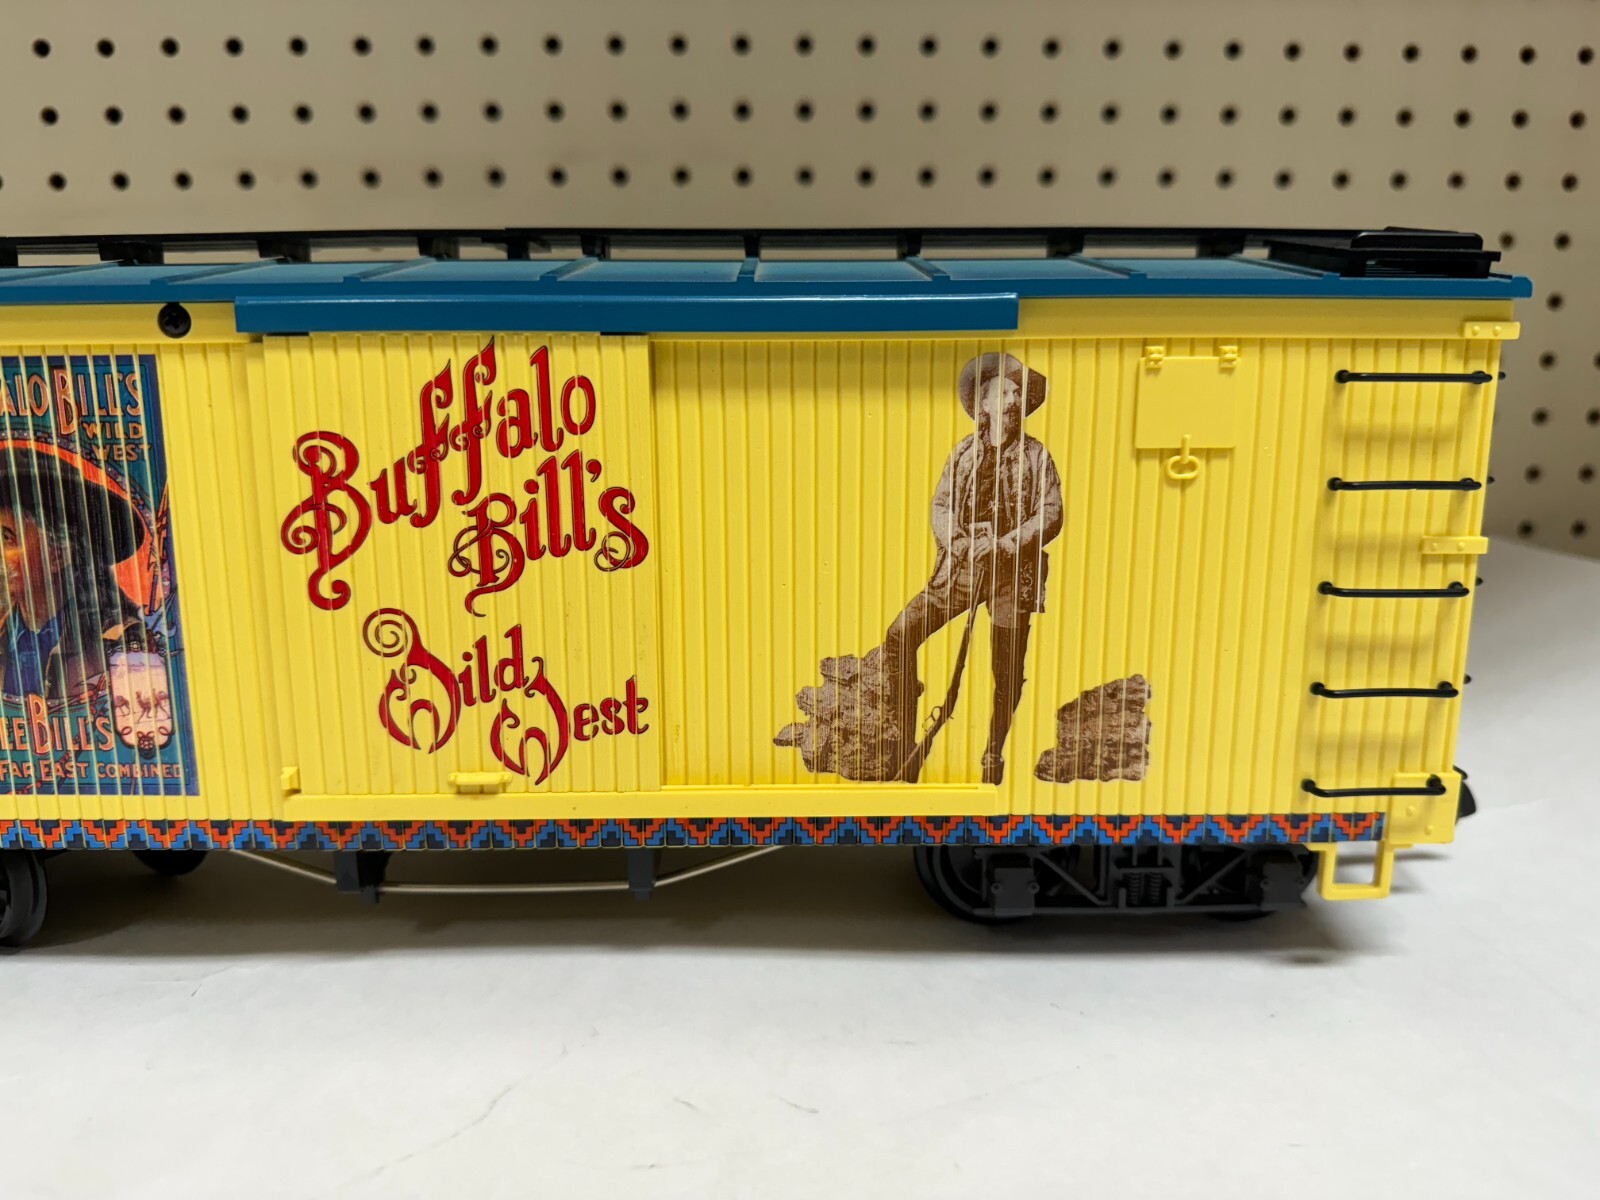 ALO BILL'S
WILD
WEST
EE BILL'S
FAR EAST COMBINED
Buffalo
Bill's
Wild
West